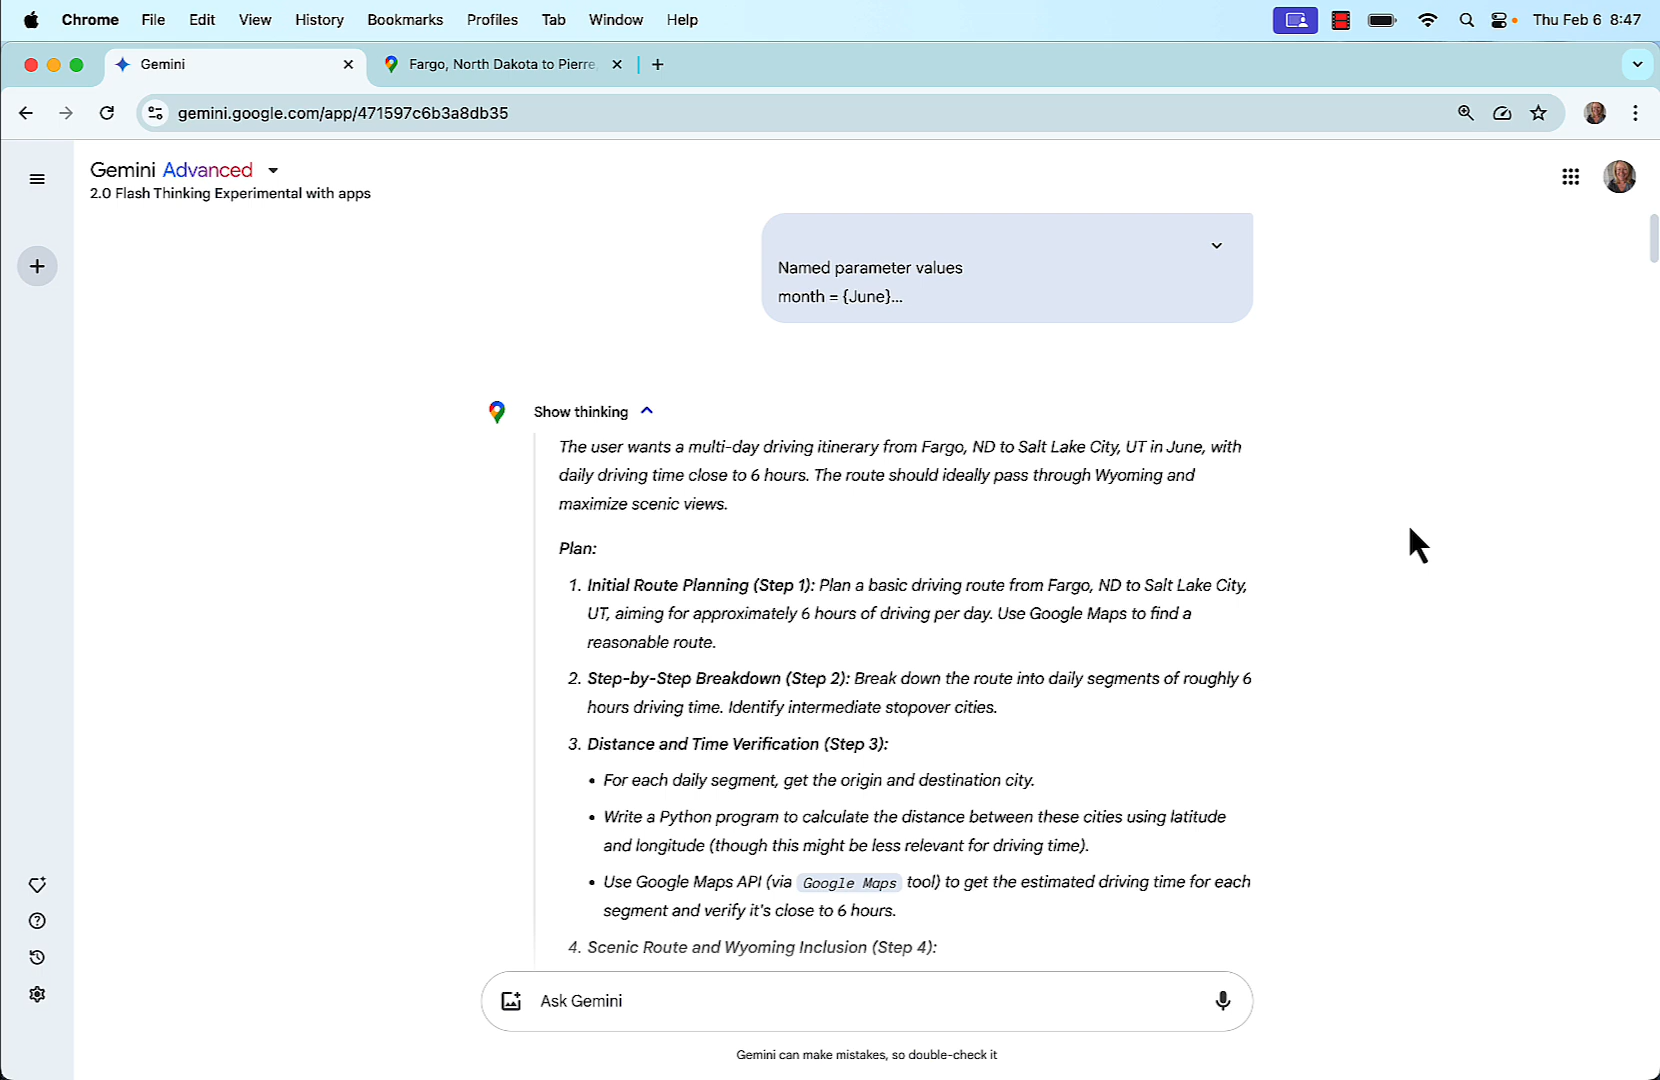 Chrome File Edit View History Bookmarks Profiles Tab Window Help Thu Feb 6 8:47
Gemini Fargo, North Dakota to Pierre,
gemini.google.com/app/471597c6b3a8db35
Gemini Advanced
2.0 Flash Thinking Experimental with apps
Named parameter values
month = {June}...
Show thinking
The user wants a multi-day driving itinerary from Fargo, ND to Salt Lake City, UT in June, with
daily driving time close to 6 hours. The route should ideally pass through Wyoming and
maximize scenic views.
Plan:
1. Initial Route Planning (Step 1): Plan a basic driving route from Fargo, ND to Salt Lake City,
UT, aiming for approximately 6 hours of driving per day. Use Google Maps to find a
reasonable route.
2. Step-by-Step Breakdown (Step 2): Break down the route into daily segments of roughly 6
hours driving time. Identify intermediate stopover cities.
3. Distance and Time Verification (Step 3):
• For each daily segment, get the origin and destination city.
• Write a Python program to calculate the distance between these cities using latitude
and longitude (though this might be less relevant for driving time).
• Use Google Maps API (via Google Maps tool) to get the estimated driving time for each
segment and verify it's close to 6 hours.
4. Scenic Route and Wyoming Inclusion (Step 4):
Ask Gemini
Gemini can make mistakes, so double-check it